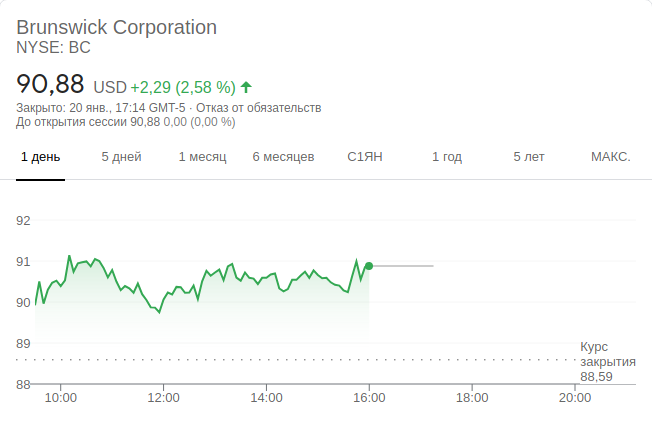 Brunswick Corporation
NYSE: BC
90,88 USD +2,29 (2,58 %)
Закрыто: 20 янв., 17:14 GMT-5 · Отказ от обязательств
До открытия сессии 90,88 0,00 (0,00 %)
1 день 5 дней 1 месяц 6 месяцев С1ЯН 1 год 5 лет МАКС.
92
91
90
89
Курс
закрытия
88,59
88
10:00 12:00 14:00 16:00 18:00 20:00